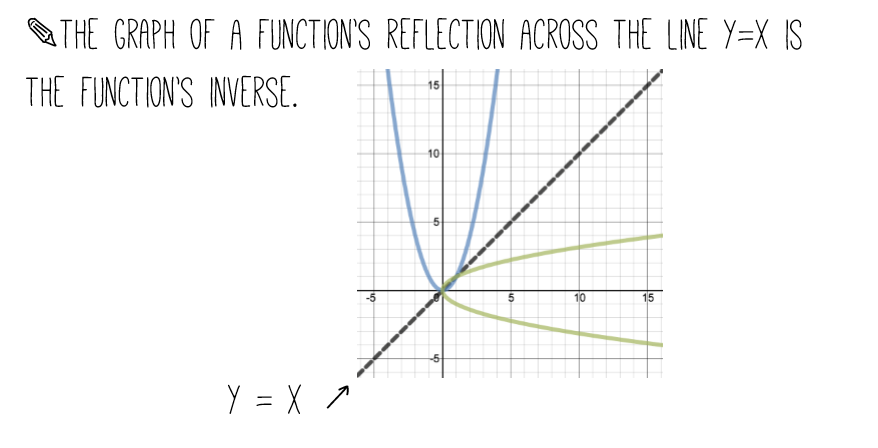 THE GRAPH OF A FUNCTION'S REFLECTION ACROSS THE LINE Y=X IS
THE FUNCTION'S INVERSE.
15
10
5
-5 0 5 10 15
-5
Y = X